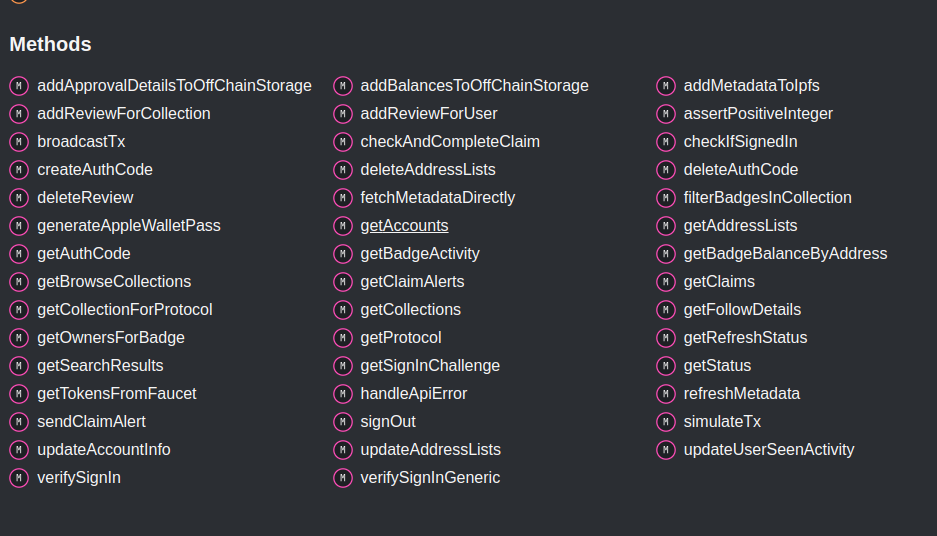 Methods
M addApprovalDetailsToOffChainStorage M addBalancesToOffChainStorage M addMetadataToIpfs
M addReviewForCollection M addReviewForUser M assertPositiveInteger
M broadcastTx M checkAndCompleteClaim M checkIfSignedIn
M createAuthCode M deleteAddressLists M deleteAuthCode
M deleteReview M fetchMetadataDirectly M filterBadgesInCollection
M generateAppleWalletPass M getAccounts M getAddressLists
M getAuthCode M getBadgeActivity M getBadgeBalanceByAddress
M getBrowseCollections M getClaimAlerts M getClaims
M getCollectionForProtocol M getCollections M getFollowDetails
M getOwnersForBadge M getProtocol M getRefreshStatus
M getSearchResults M getSignInChallenge M getStatus
M getTokensFromFaucet M handleApiError M refreshMetadata
M sendClaimAlert M signOut M simulateTx
M updateAccountInfo M updateAddressLists M updateUserSeenActivity
M verifySignIn M verifySignInGeneric